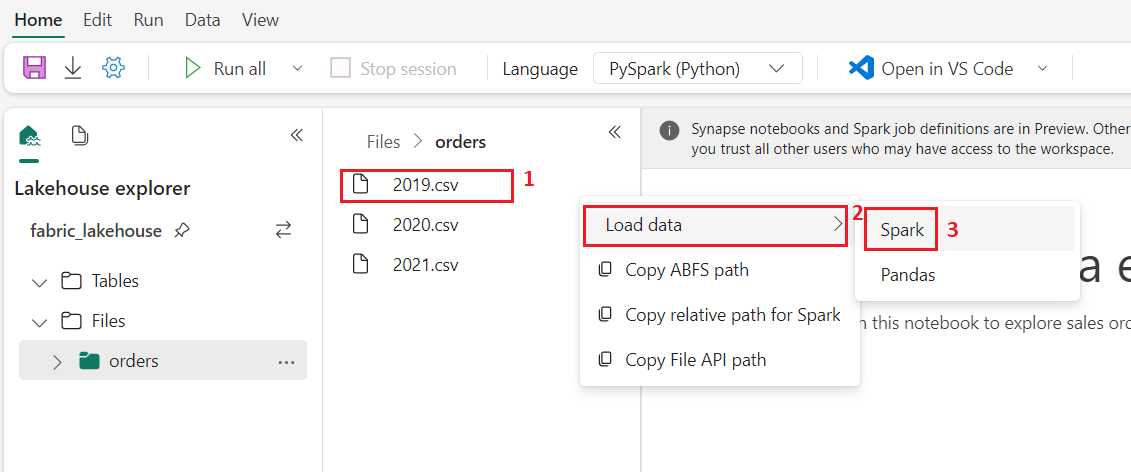 Home Edit Run Data View
Run all Stop session Language PySpark (Python) Open in VS Code
Lakehouse explorer
fabric_lakehouse
Tables
Files
orders
Files > orders
2019.csv 1
2020.csv
2021.csv
Synapse notebooks and Spark job definitions are in Preview. Other
you trust all other users who may have access to the workspace.
Load data 2
Copy ABFS path
Copy relative path for Spark
Copy File API path
Spark 3
Pandas
a e
n this notebook to explore sales orc